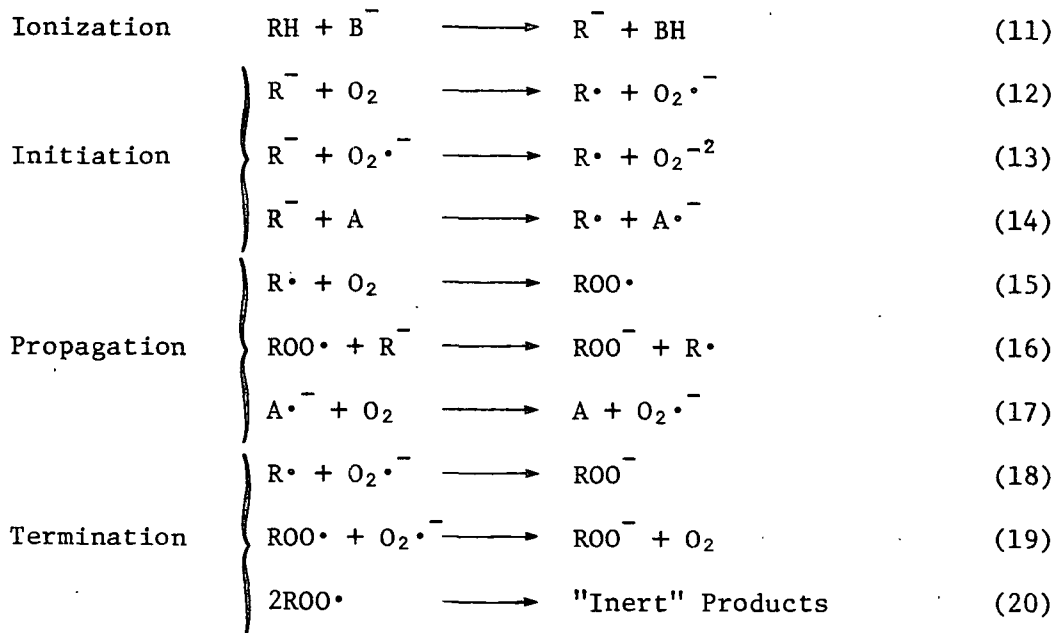 Ionization RH + B⁻ ⟶ R⁻ + BH (11)
R⁻ + O₂ ⟶ R• + O₂•⁻ (12)
Initiation R⁻ + O₂•⁻ ⟶ R• + O₂⁻² (13)
R⁻ + A ⟶ R• + A•⁻ (14)
R• + O₂ ⟶ ROO• (15)
Propagation ROO• + R⁻ ⟶ ROO⁻ + R• (16)
A•⁻ + O₂ ⟶ A + O₂•⁻ (17)
R• + O₂•⁻ ⟶ ROO⁻ (18)
Termination ROO• + O₂•⁻ ⟶ ROO⁻ + O₂ (19)
2ROO• ⟶ "Inert" Products (20)